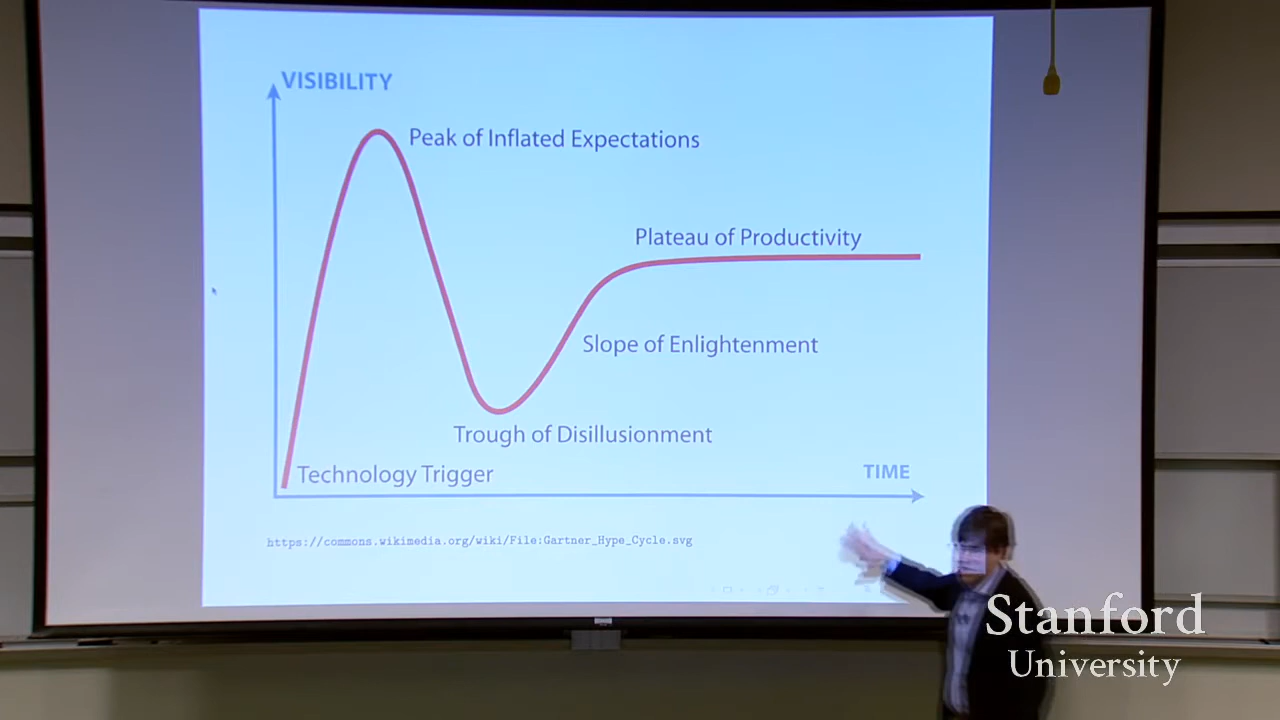 VISIBILITY
Peak of Inflated Expectations
Plateau of Productivity
Slope of Enlightenment
Trough of Disillusionment
Technology Trigger
TIME
https://commons.wikimedia.org/wiki/File:Gartner_Hype_Cycle.svg
Stanford
University